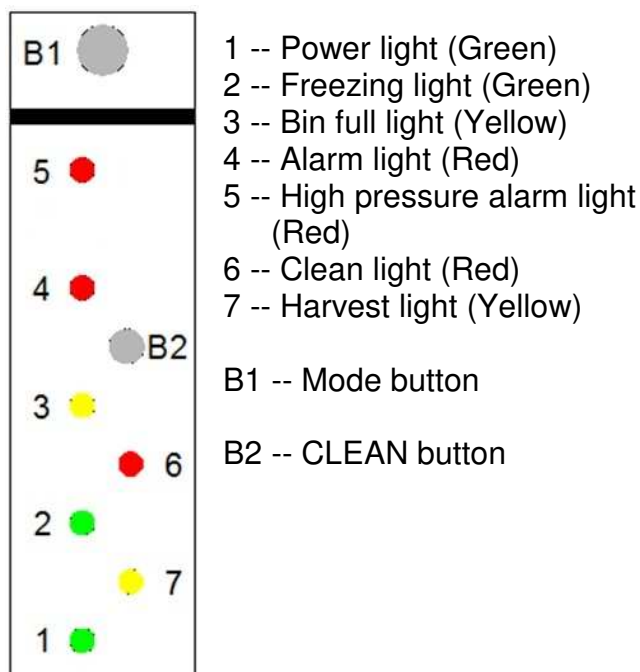 B1
5
4
B2
3
6
2
7
1
1 -- Power light (Green)
2 -- Freezing light (Green)
3 -- Bin full light (Yellow)
4 -- Alarm light (Red)
5 -- High pressure alarm light
(Red)
6 -- Clean light (Red)
7 -- Harvest light (Yellow)
B1 -- Mode button
B2 -- CLEAN button